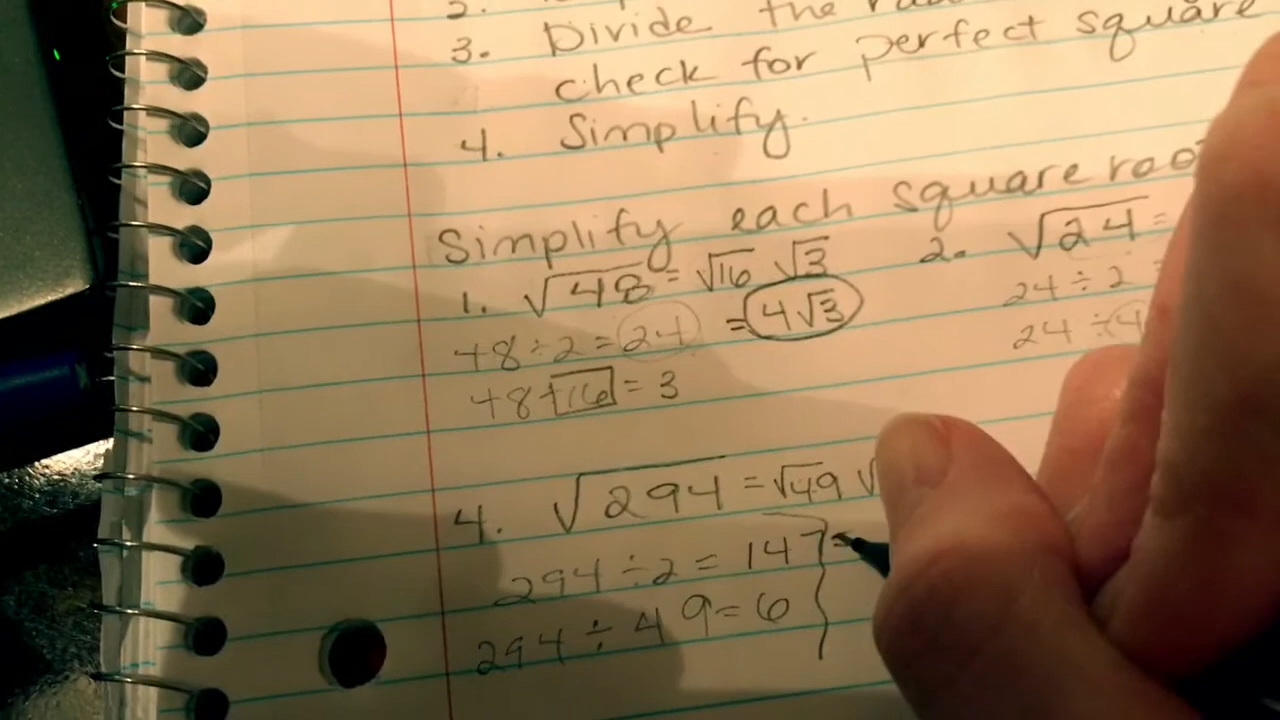 2.
3. Divide the
check for perfect square
4. Simplify.
Simplify each square roo
1. √48 = √16 √3
= 4√3
48 ÷ 2 = 24
48 ÷ 16 = 3
2. √24 =
24 ÷ 2
24 ÷ 4
4. √294 = √49 √
294 ÷ 2 = 147 =
294 ÷ 49 = 6